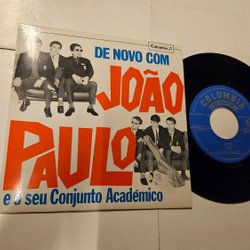 DE NOVO COM
Columbia
JOÃO
PAULO
e o seu Conjunto Académico
COLUMBIA